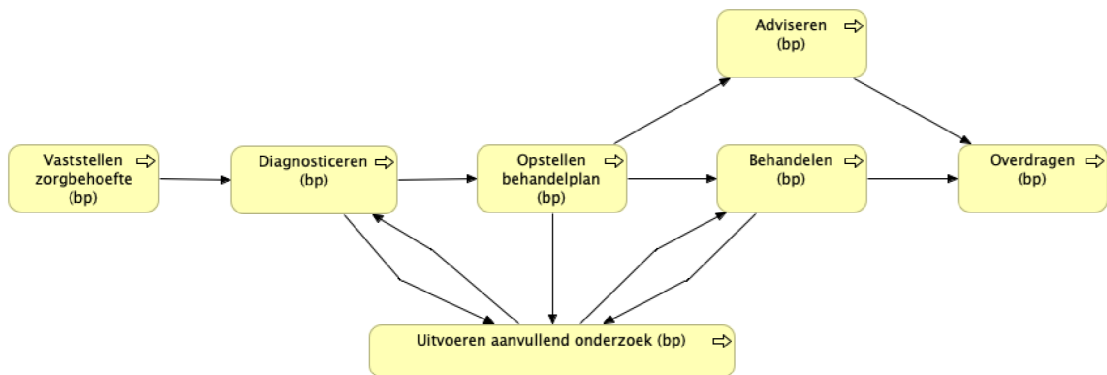 Adviseren
(bp)
Vaststellen
zorgbehoefte
(bp)
Diagnosticeren
(bp)
Opstellen
behandelplan
(bp)
Behandelen
(bp)
Overdragen
(bp)
Uitvoeren aanvullend onderzoek (bp)